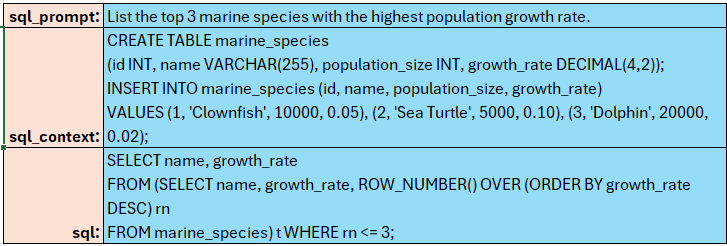 sql_prompt: List the top 3 marine species with the highest population growth rate.
CREATE TABLE marine_species
(id INT, name VARCHAR(255), population_size INT, growth_rate DECIMAL(4,2));
INSERT INTO marine_species (id, name, population_size, growth_rate)
VALUES (1, 'Clownfish', 10000, 0.05), (2, 'Sea Turtle', 5000, 0.10), (3, 'Dolphin', 20000,
sql_context: 0.02);
SELECT name, growth_rate
FROM (SELECT name, growth_rate, ROW_NUMBER() OVER (ORDER BY growth_rate
DESC) rn
sql: FROM marine_species) t WHERE rn <= 3;